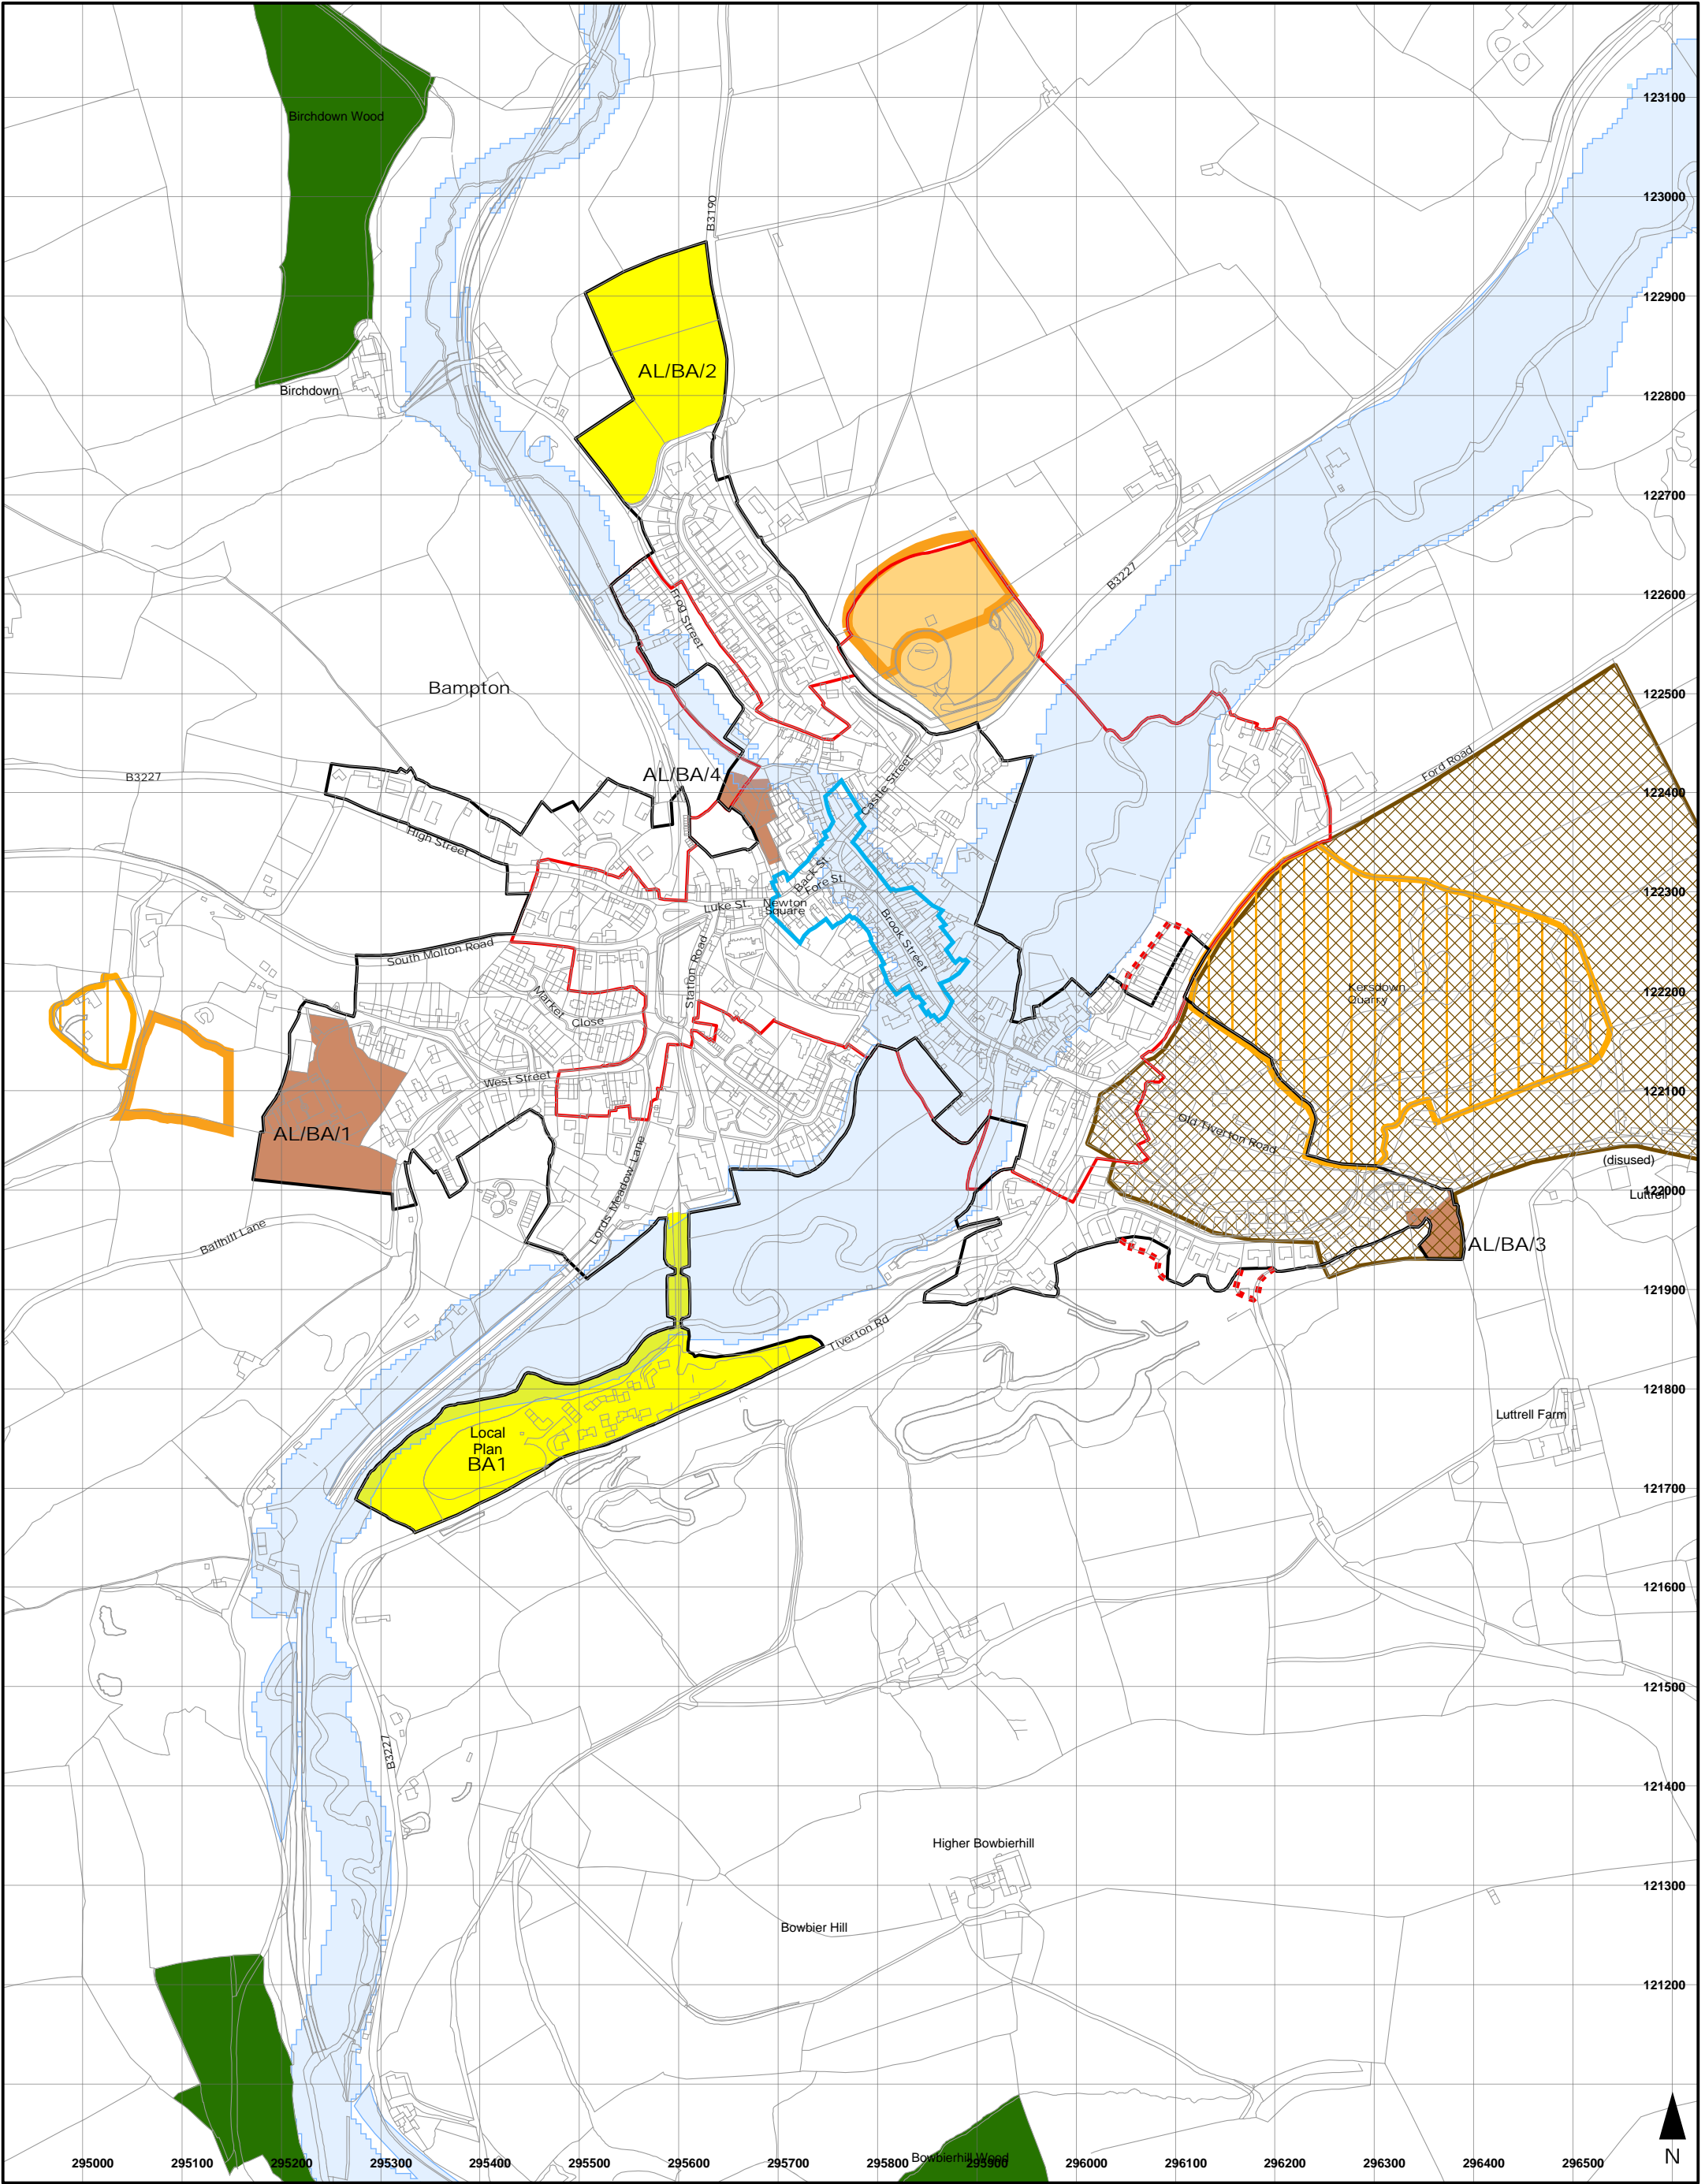 123100
Birchdown Wood
123000
B3190
122900
AL/BA/2
Birchdown
122800
122700
B3227
122600
Frog Street
Bampton
122500
Ford Road
AL/BA/4
B3227
Castle Street
122400
High Street
Back St.
Fore St.
122300
Luke St.
Newton
Square
Brook Street
South Molton Road
Station Road
Kersdown
Quarry
122200
Market
Close
West Street
122100
AL/BA/1
Old Tiverton Road
(disused)
Lords Meadow Lane
122000
Luttrell
Ballhill Lane
AL/BA/3
121900
Tiverton Rd
121800
Luttrell Farm
Local
Plan
BA1
121700
121600
121500
B3227
121400
Higher Bowbierhill
121300
Bowbier Hill
121200
Bowbierhill Wood
N
295000
295100
295200
295300
295400
295500
295600
295700
295800
295900
296000
296100
296200
296300
296400
296500